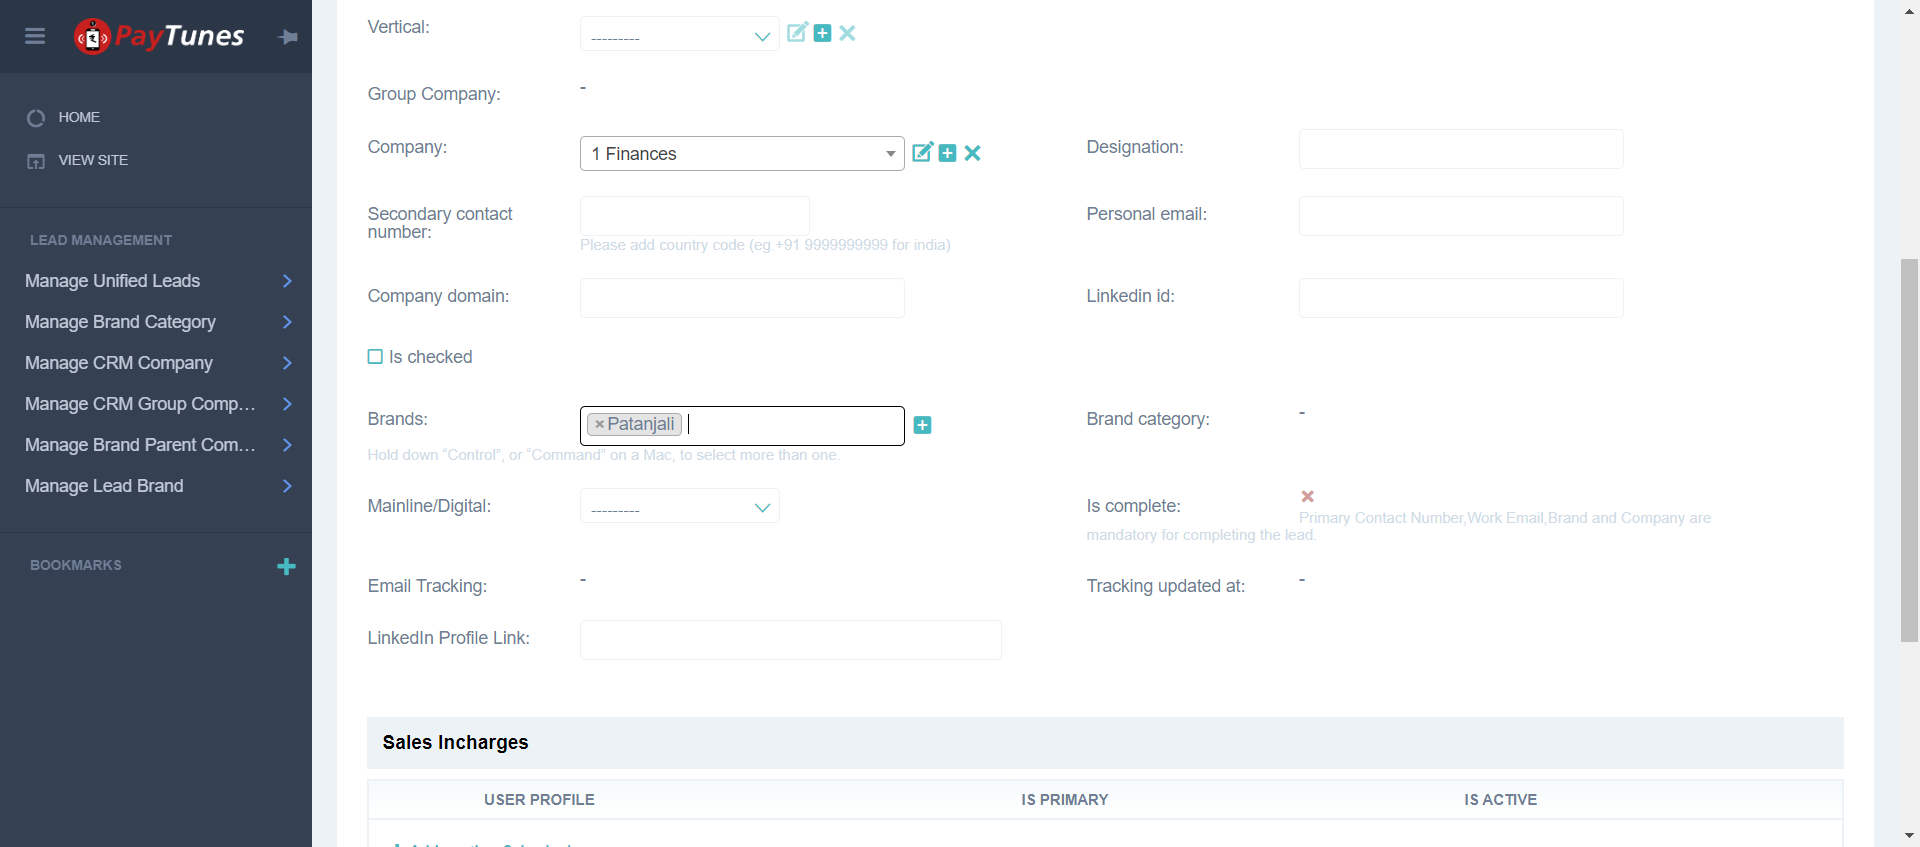 PayTunes
HOME
VIEW SITE
LEAD MANAGEMENT
Manage Unified Leads
Manage Brand Category
Manage CRM Company
Manage CRM Group Comp...
Manage Brand Parent Com...
Manage Lead Brand
BOOKMARKS
Vertical:
---------
Group Company:
-
Company:
1 Finances
Designation:
Secondary contact
number:
Please add country code (eg.+91 9999999999 for india)
Personal email:
Company domain:
Linkedin id:
Is checked
Brands:
×Patanjali
Hold down “Control”, or “Command” on a Mac, to select more than one.
Brand category:
-
Mainline/Digital:
---------
Is complete:
Primary Contact Number,Work Email,Brand and Company are
mandatory for completing the lead.
Email Tracking:
-
Tracking updated at:
-
LinkedIn Profile Link:
Sales Incharges
USER PROFILE
IS PRIMARY
IS ACTIVE